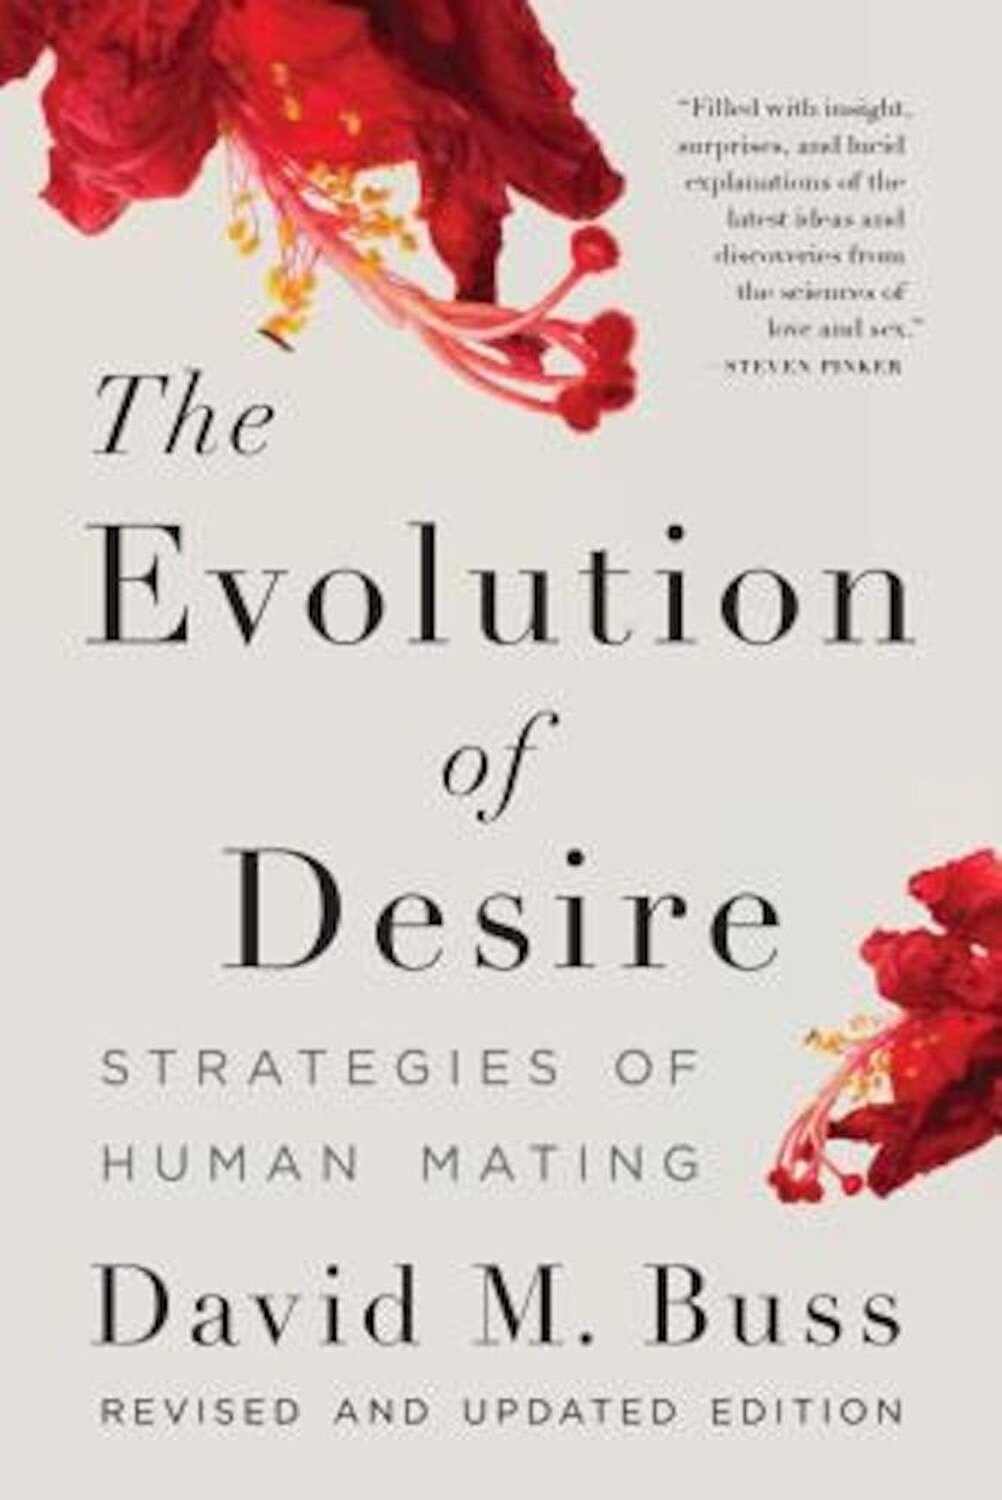 "Filled with insight,
surprises, and lucid
explanations of the
latest ideas and
discoveries from
the sciences of
love and sex."
—STEVEN PINKER
The
Evolution
of
Desire
STRATEGIES OF
HUMAN MATING
David M. Buss
REVISED AND UPDATED EDITION